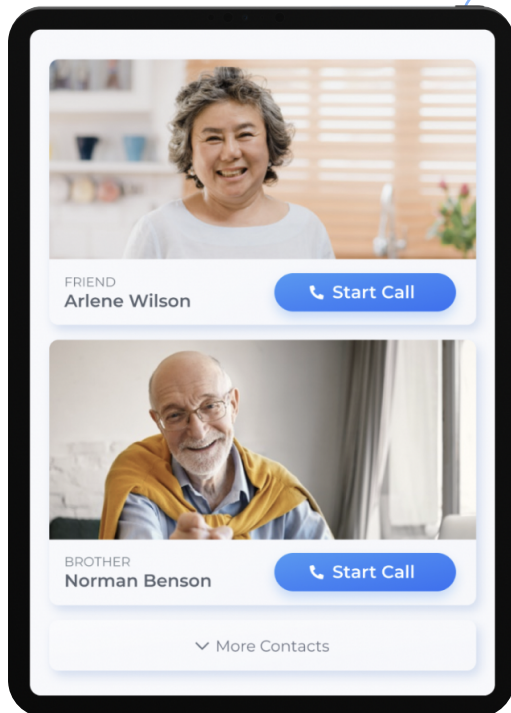 FRIEND
Arlene Wilson
Start Call
BROTHER
Norman Benson
Start Call
More Contacts